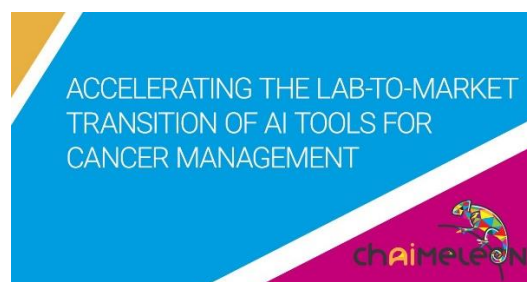 ACCELERATING THE LAB-TO-MARKET
TRANSITION OF AI TOOLS FOR
CANCER MANAGEMENT
chAiMeLeoN